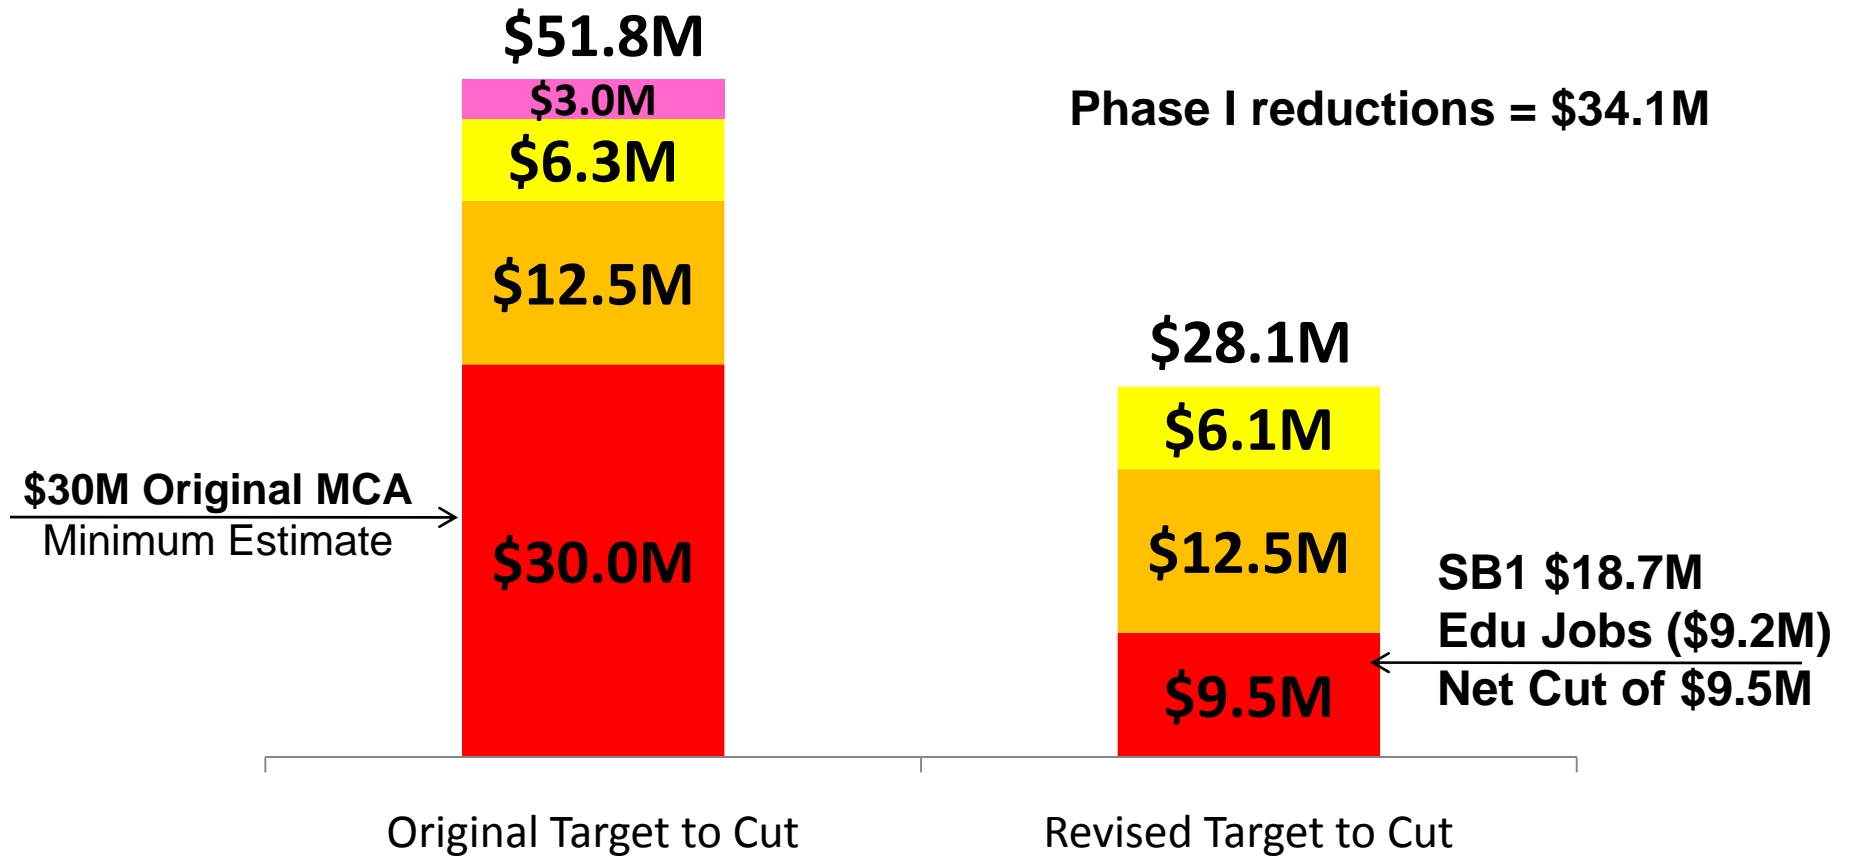 $51.8M
$3.0M
$6.3M
$12.5M
$30.0M
$30M Original MCA
Minimum Estimate
Phase I reductions = $34.1M
$28.1M
$6.1M
$12.5M
$9.5M
SB1 $18.7M
Edu Jobs ($9.2M)
Net Cut of $9.5M
Original Target to Cut
Revised Target to Cut